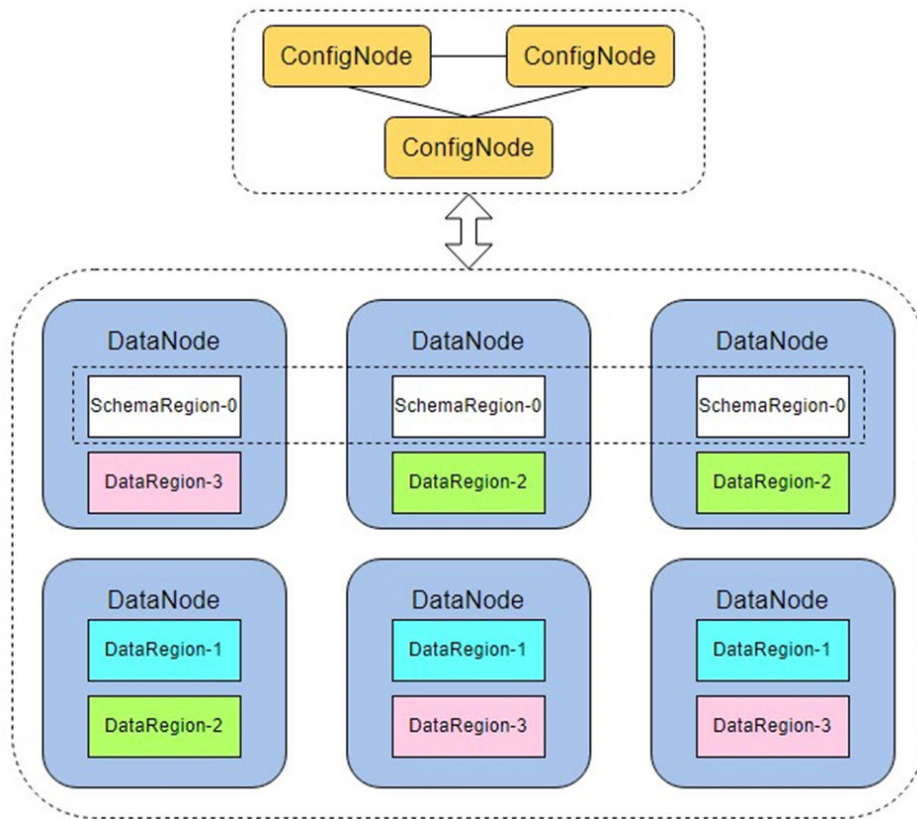 ConfigNode
ConfigNode
ConfigNode
DataNode
DataNode
DataNode
SchemaRegion-0
SchemaRegion-0
SchemaRegion-0
DataRegion-3
DataRegion-2
DataRegion-2
DataNode
DataNode
DataNode
DataRegion-1
DataRegion-1
DataRegion-1
DataRegion-2
DataRegion-3
DataRegion-3